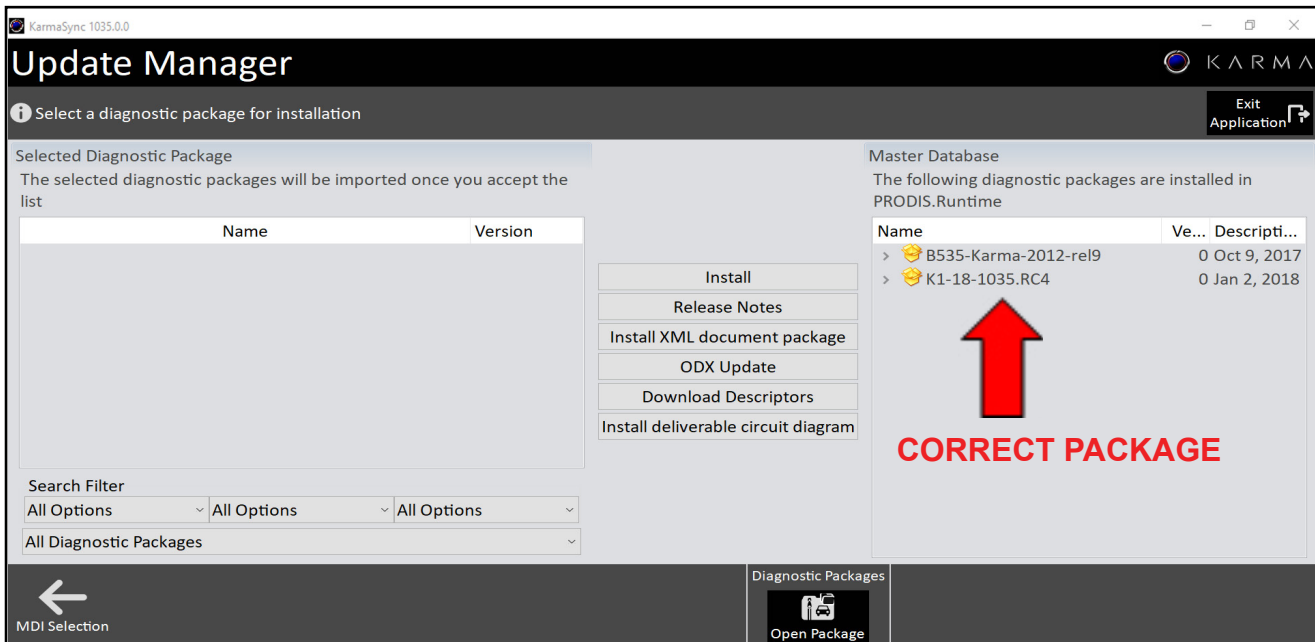 KarmaSync 1035.0.0
Update Manager
KARMA
Select a diagnostic package for installation
Exit
Application
Selected Diagnostic Package
The selected diagnostic packages will be imported once you accept the
list
Name Version
Install
Release Notes
Install XML document package
ODX Update
Download Descriptors
Install deliverable circuit diagram
Master Database
The following diagnostic packages are installed in
PRODIS.Runtime
Name Ve... Descripti...
B535-Karma-2012-rel9 0 Oct 9, 2017
K1-18-1035.RC4 0 Jan 2, 2018
CORRECT PACKAGE
Search Filter
All Options All Options All Options
All Diagnostic Packages
MDI Selection
Diagnostic Packages
Open Package